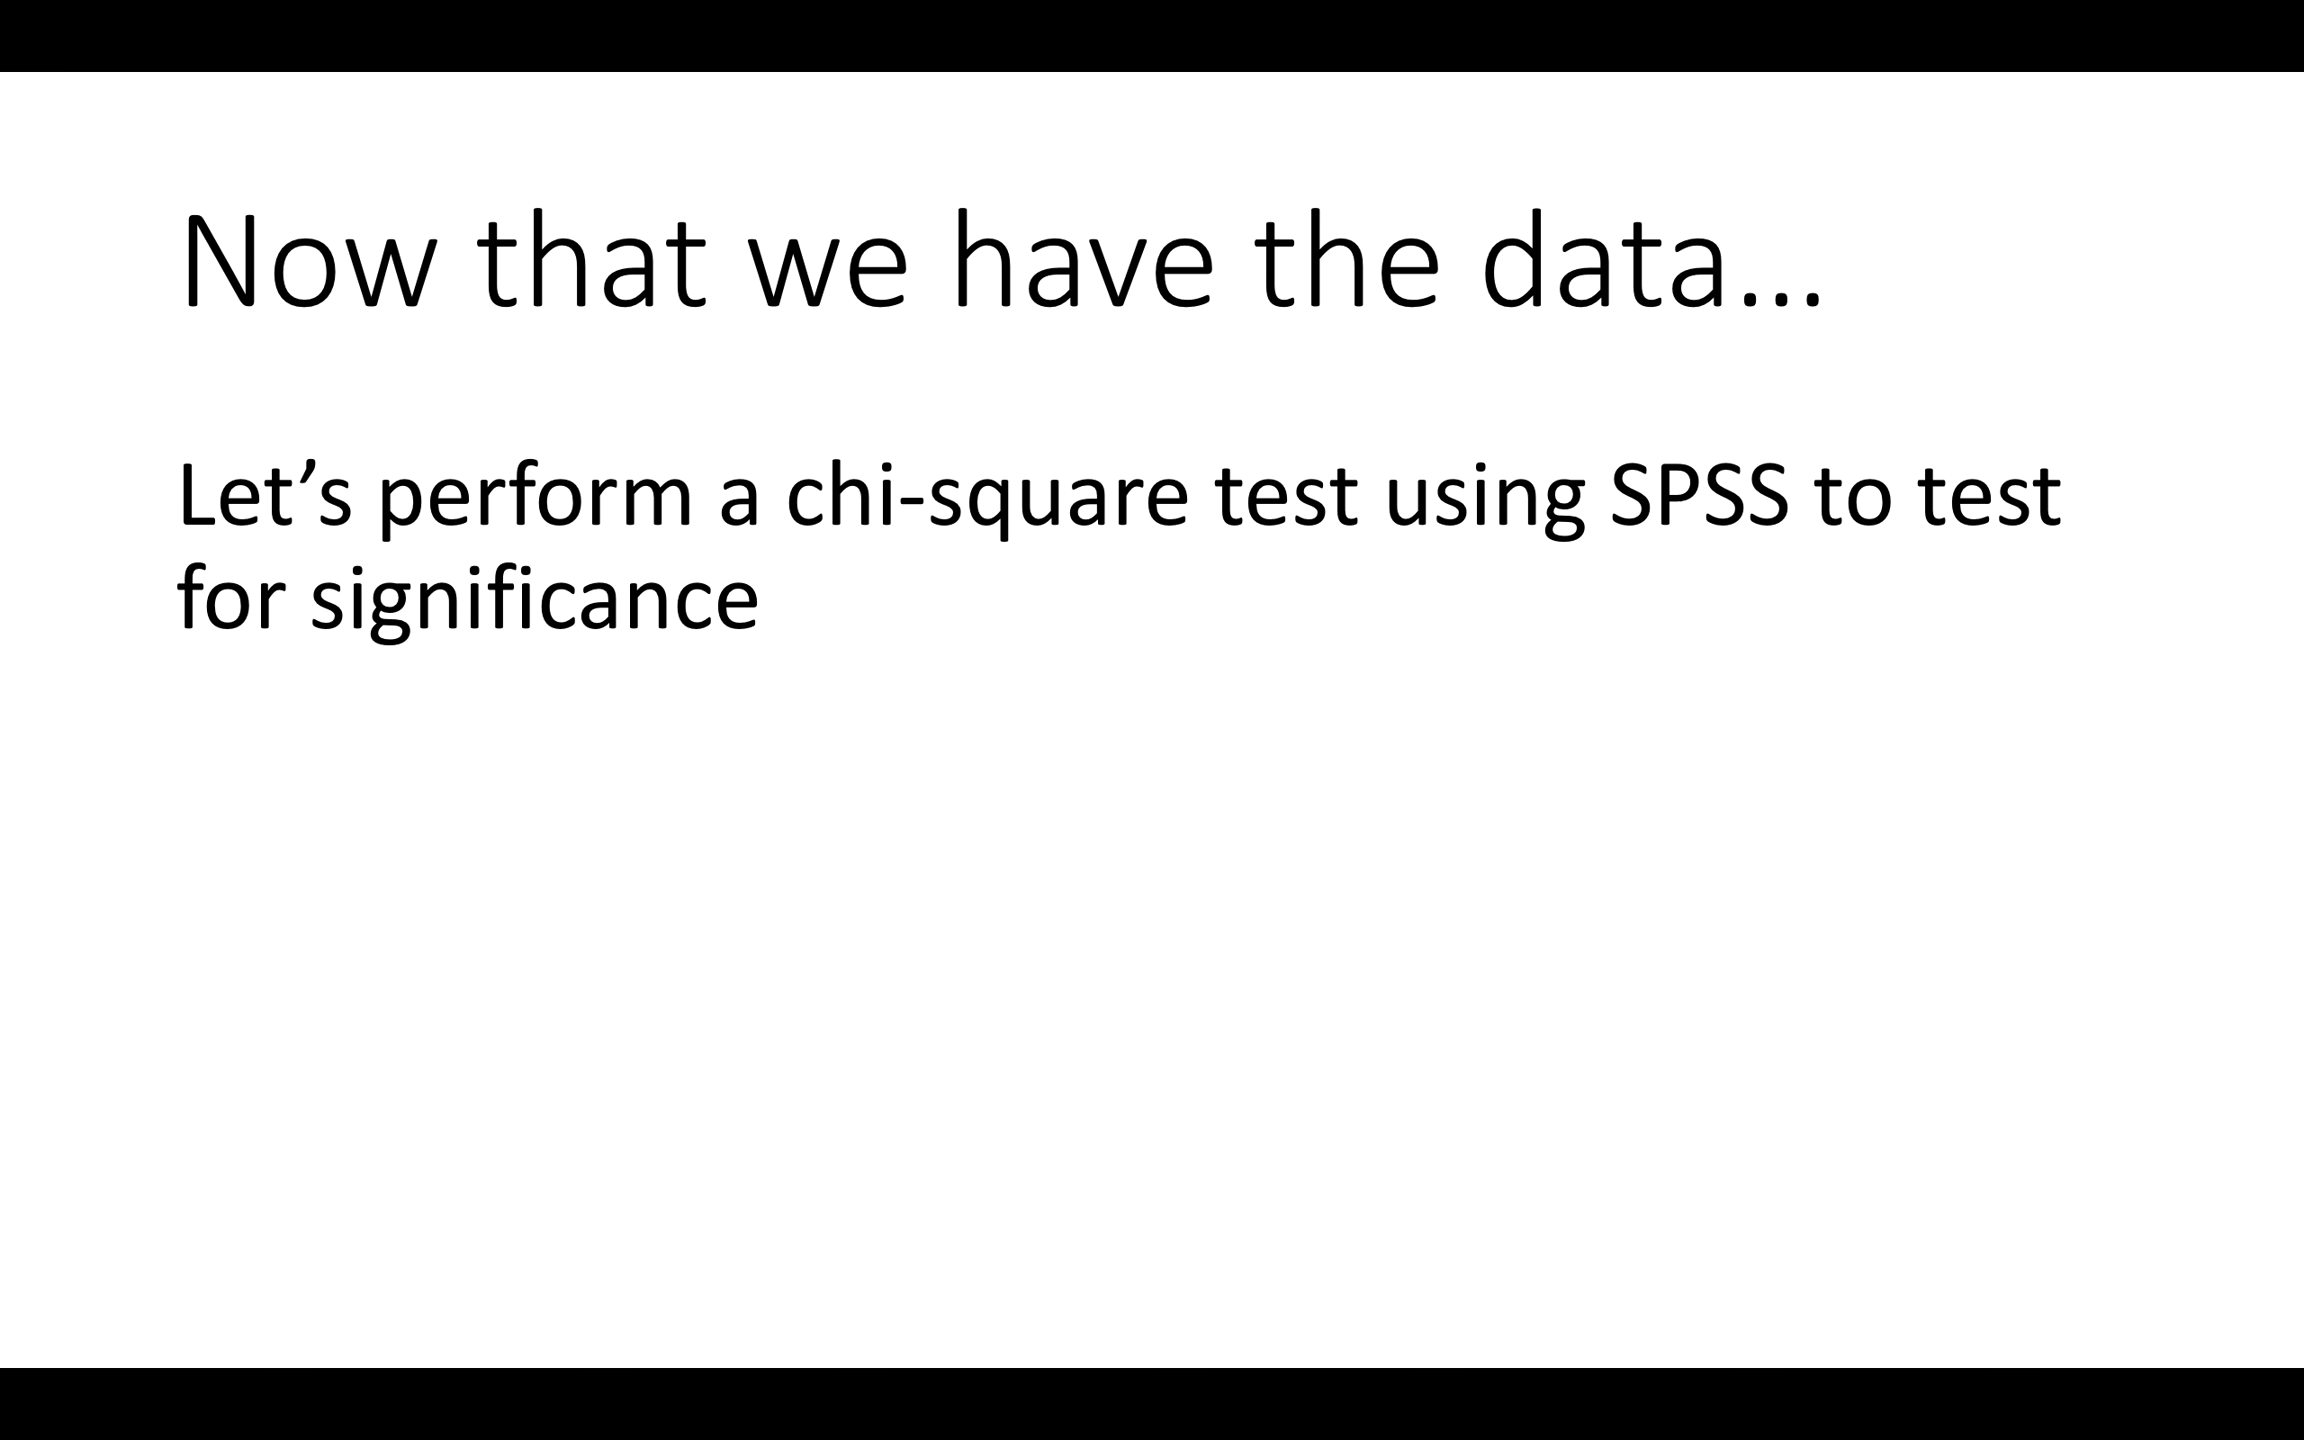 Now that we have the data…
Let’s perform a chi-square test using SPSS to test
for significance